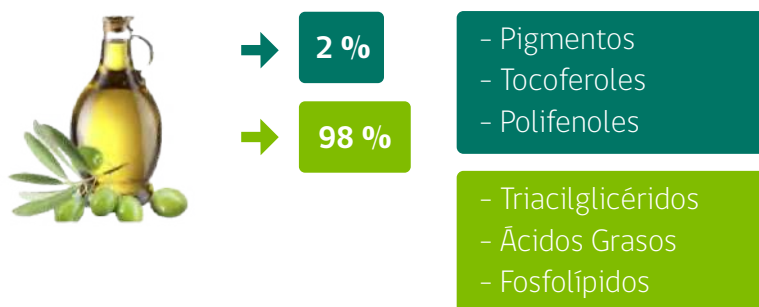 2 %
- Pigmentos
- Tocoferoles
- Polifenoles
98 %
- Triacilglicéridos
- Ácidos Grasos
- Fosfolípidos